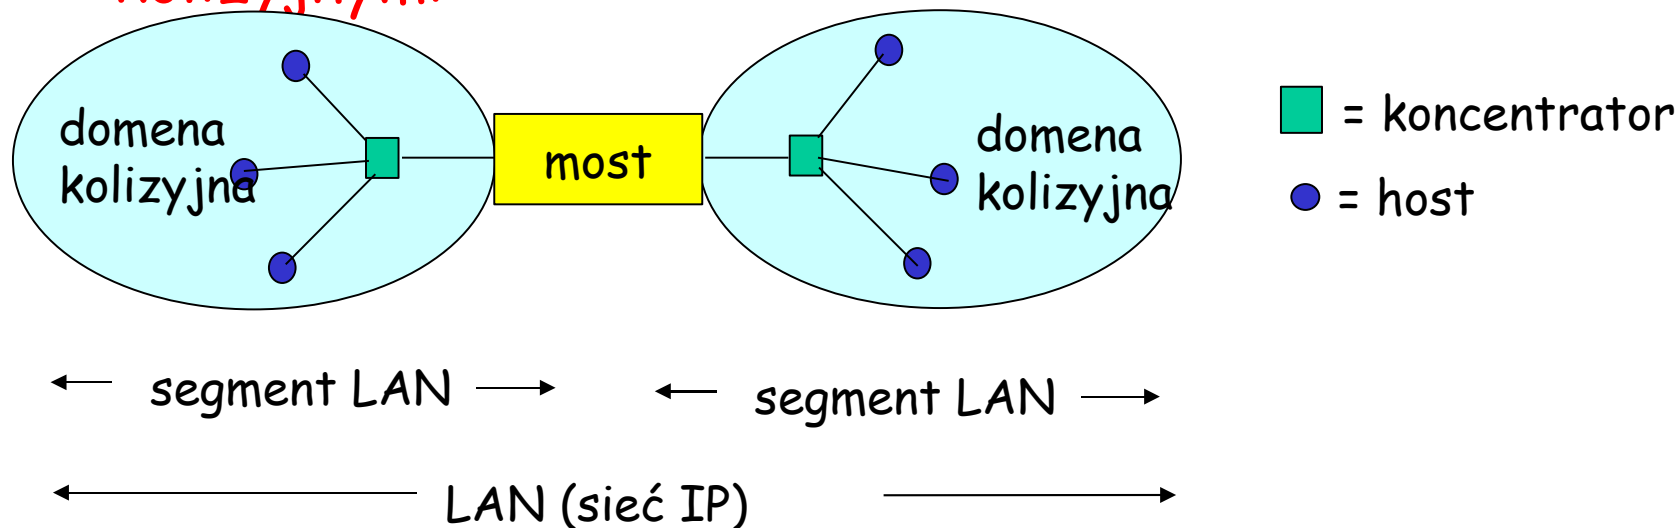 domena
kolizyjna
most
domena
kolizyjna
= koncentrator
= host
segment LAN
segment LAN
LAN (sieć IP)